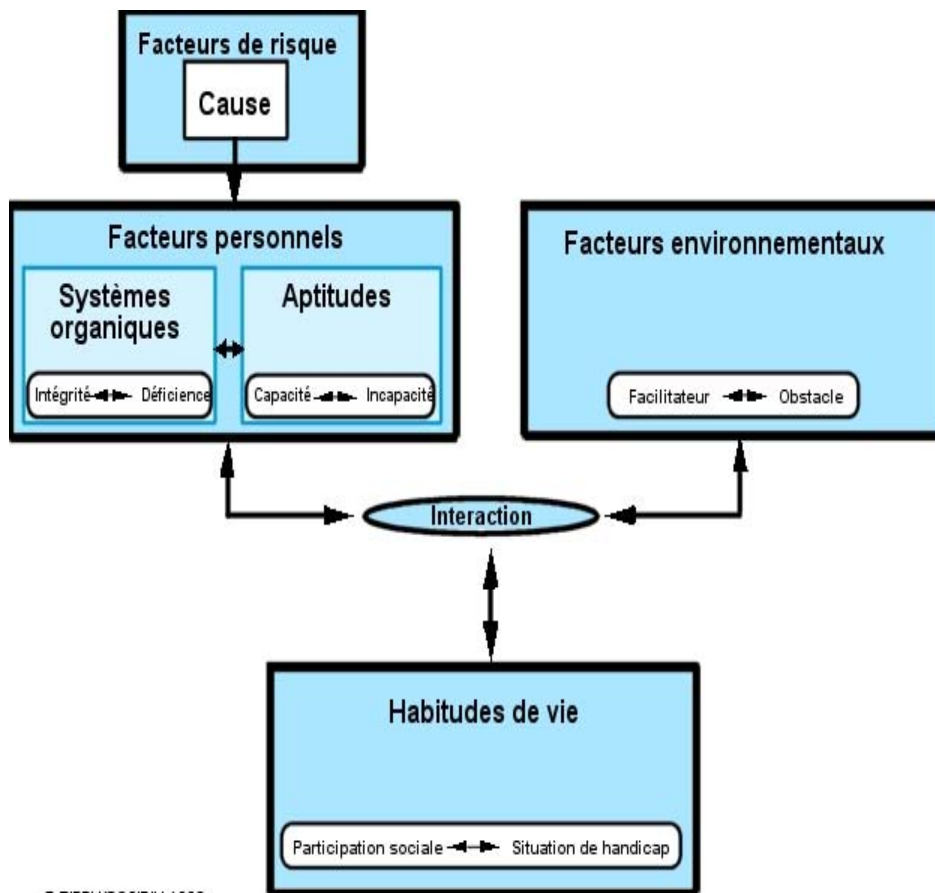 Facteurs de risque
Cause
Facteurs personnels
Systèmes
organiques
Intégrité
Déficience
Aptitudes
Capacité
Incapacité
Facteurs environnementaux
Facilitateur
Obstacle
Interaction
Habitudes de vie
Participation sociale
Situation de handicap